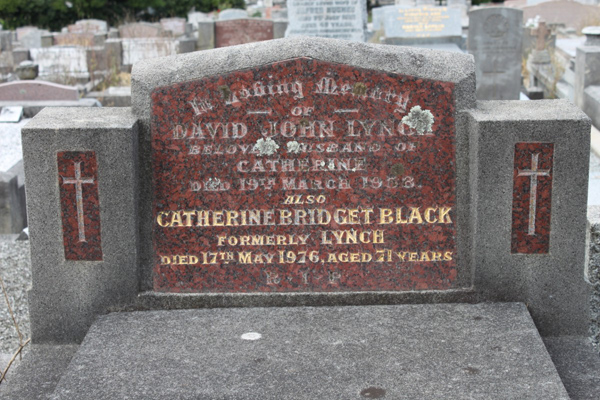 In Loving Memory
OF
DAVID JOHN LYNCH
BELOVED HUSBAND OF
CATHERINE
DIED 19TH MARCH 1953.
ALSO
CATHERINE BRIDGET BLACK
FORMERLY LYNCH
DIED 17TH MAY 1976, AGED 71 YEARS
R·I·P